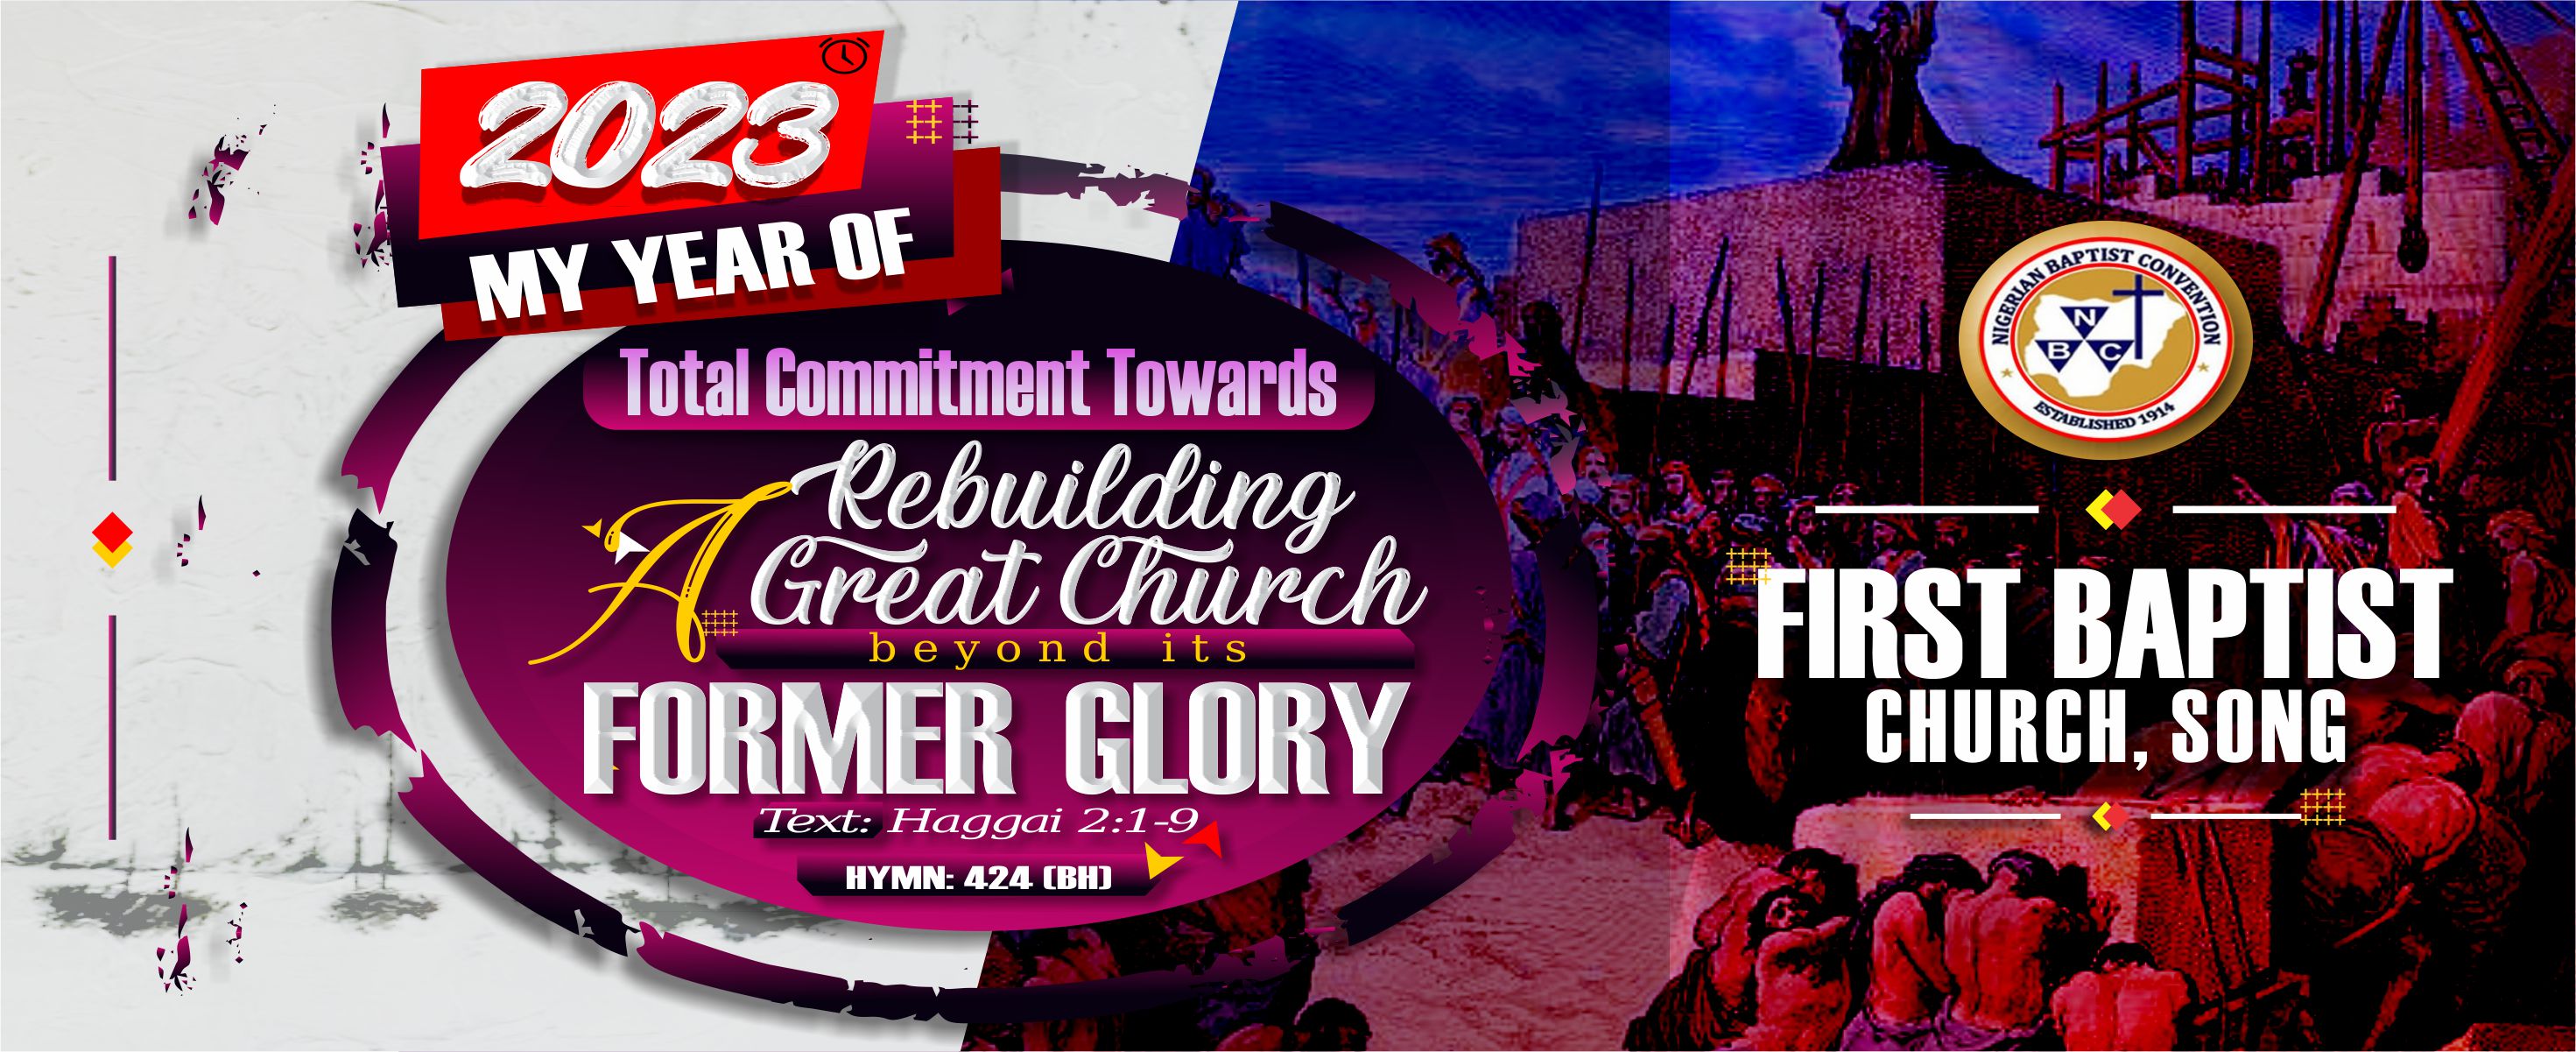 2023
MY YEAR OF
Total Commitment Towards
Rebuilding
A Great Church
beyond its
FORMER GLORY
Text: Haggai 2:1-9
HYMN: 424 (BH)
NIGERIAN BAPTIST CONVENTION
N
B C
ESTABLISHED 1914
FIRST BAPTIST
CHURCH, SONG